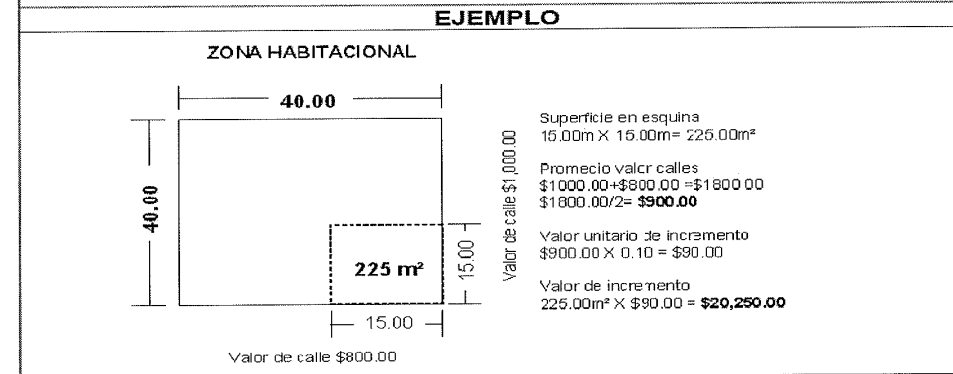 EJEMPLO
ZONA HABITACIONAL
40.00
40.00
225 m²
15.00
15.00
Valor de calle $1,000.00
Valor de calle $800.00
Superficie en esquina
15.00m X 15.00m= 225.00m²
Promecio valcr calles
$1000.00+$800.00 =$1800 00
$1800.00/2= $900.00
Valor unitario de incremento
$900.00 X 0.10 = $90.00
Valor de incremento
225.00m² X $90.00 = $20,250.00